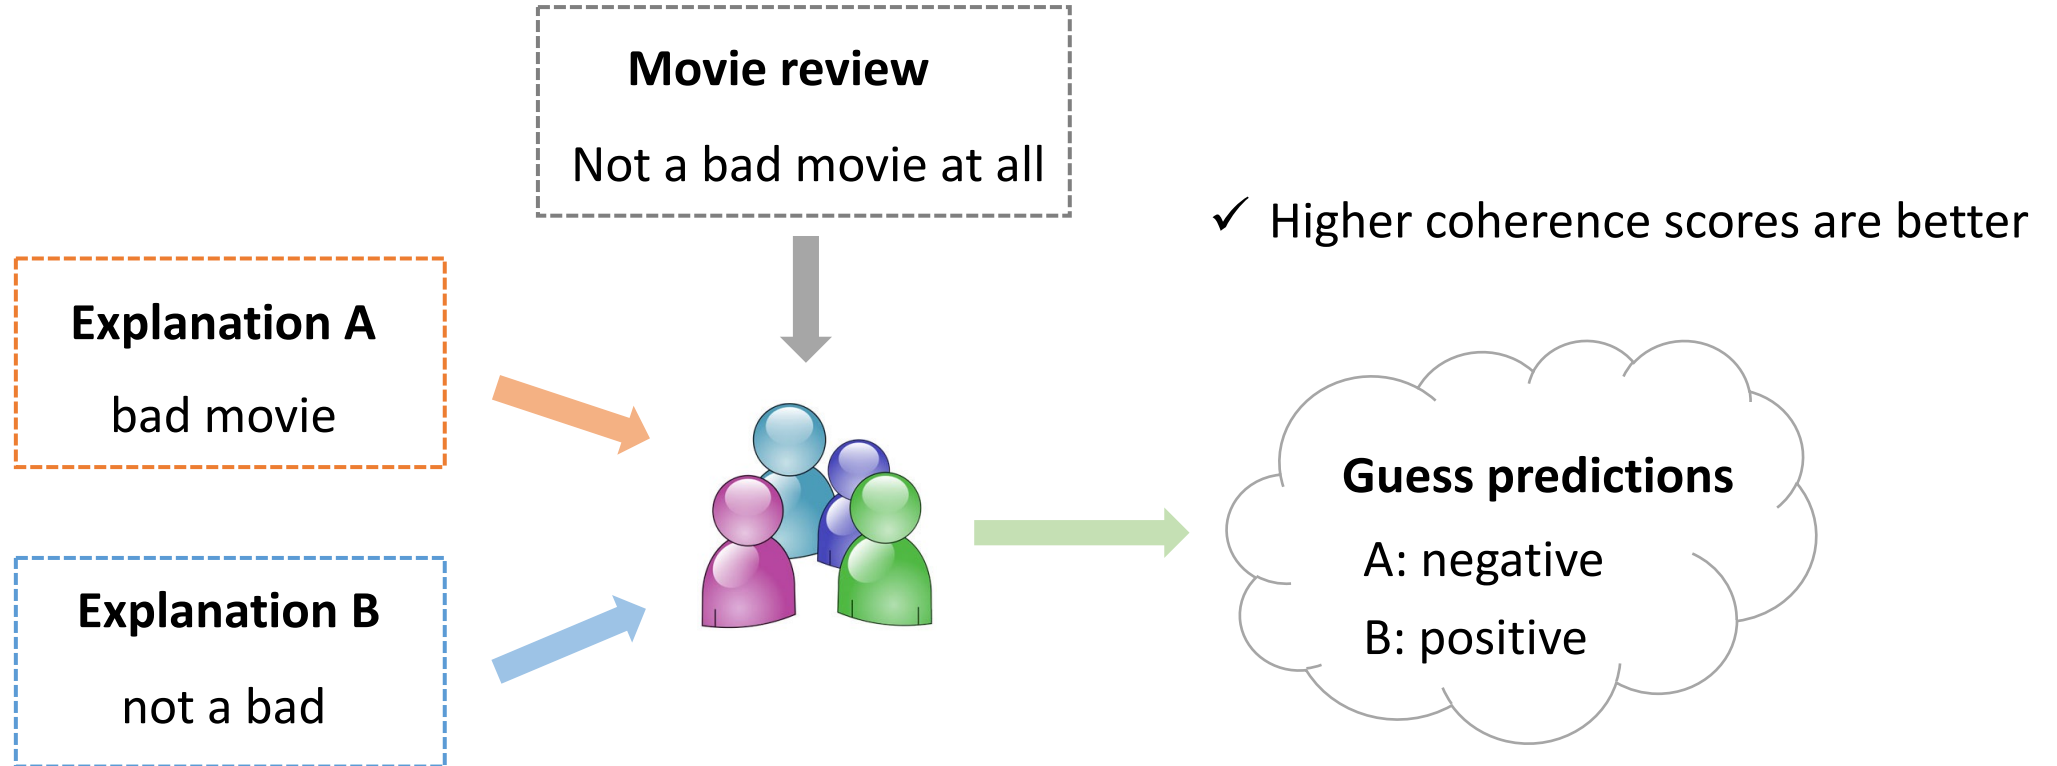 Movie review
Not a bad movie at all
✓ Higher coherence scores are better
Explanation A
bad movie
Explanation B
not a bad
Guess predictions
A: negative
B: positive